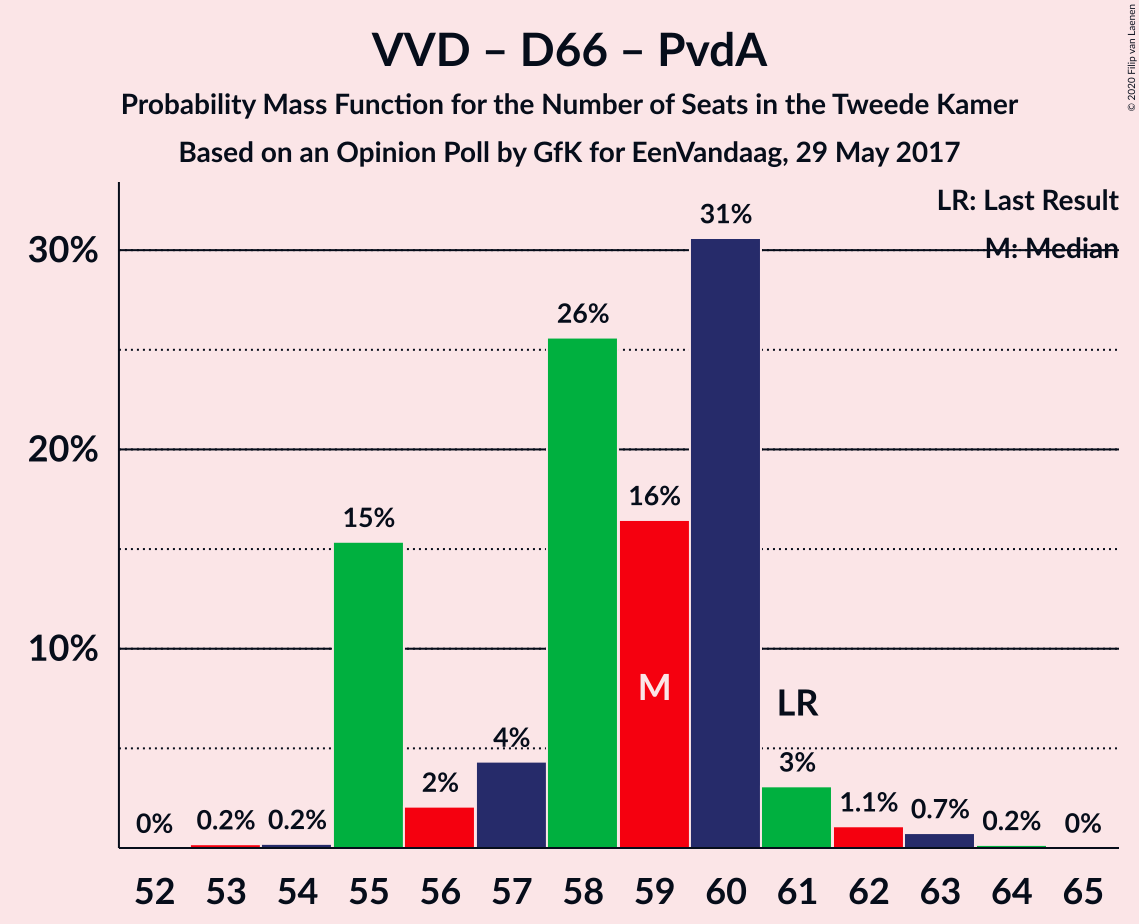 VVD – D66 – PvdA
Probability Mass Function for the Number of Seats in the Tweede Kamer
Based on an Opinion Poll by GfK for EenVandaag, 29 May 2017
© 2020 Filip van Laenen
LR: Last Result
M: Median
30%
20%
10%
0%
0.2%
0.2%
15%
2%
4%
26%
16%
31%
3%
1.1%
0.7%
0.2%
0%
M
LR
52 53 54 55 56 57 58 59 60 61 62 63 64 65